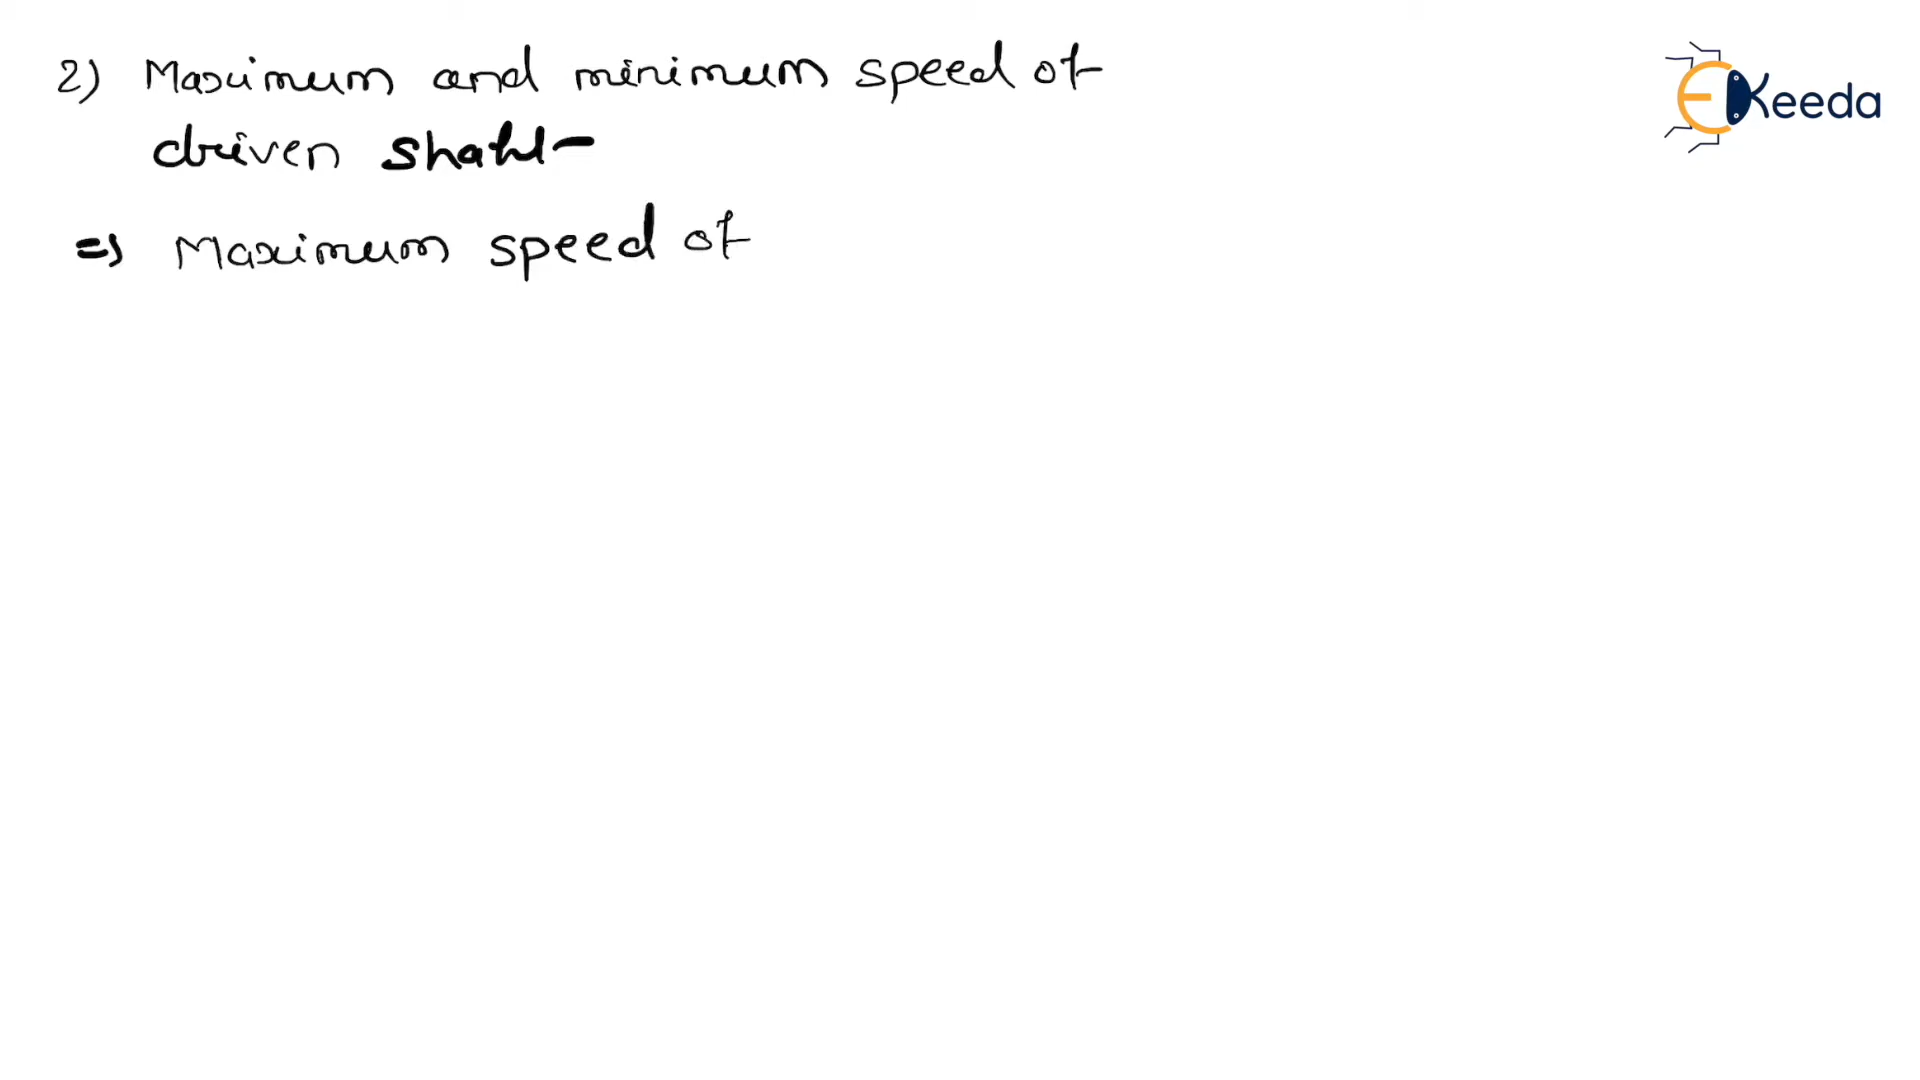 2) Maximum and minimum speed of
EKeeda
driven shaft
=> Maximum speed of